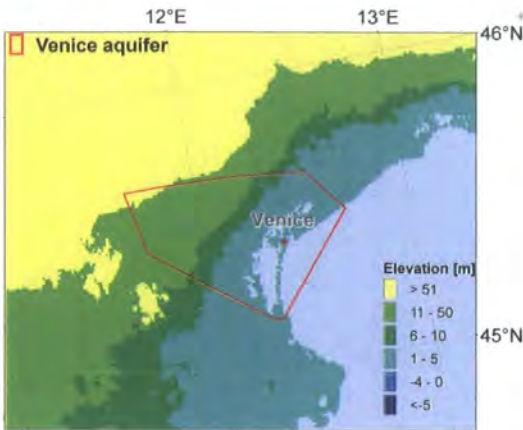 12°E 13°E
46°N
Venice aquifer
Venice
Elevation [m]
> 51
11 - 50
6 - 10
1 - 5
-4 - 0
<-5
45°N